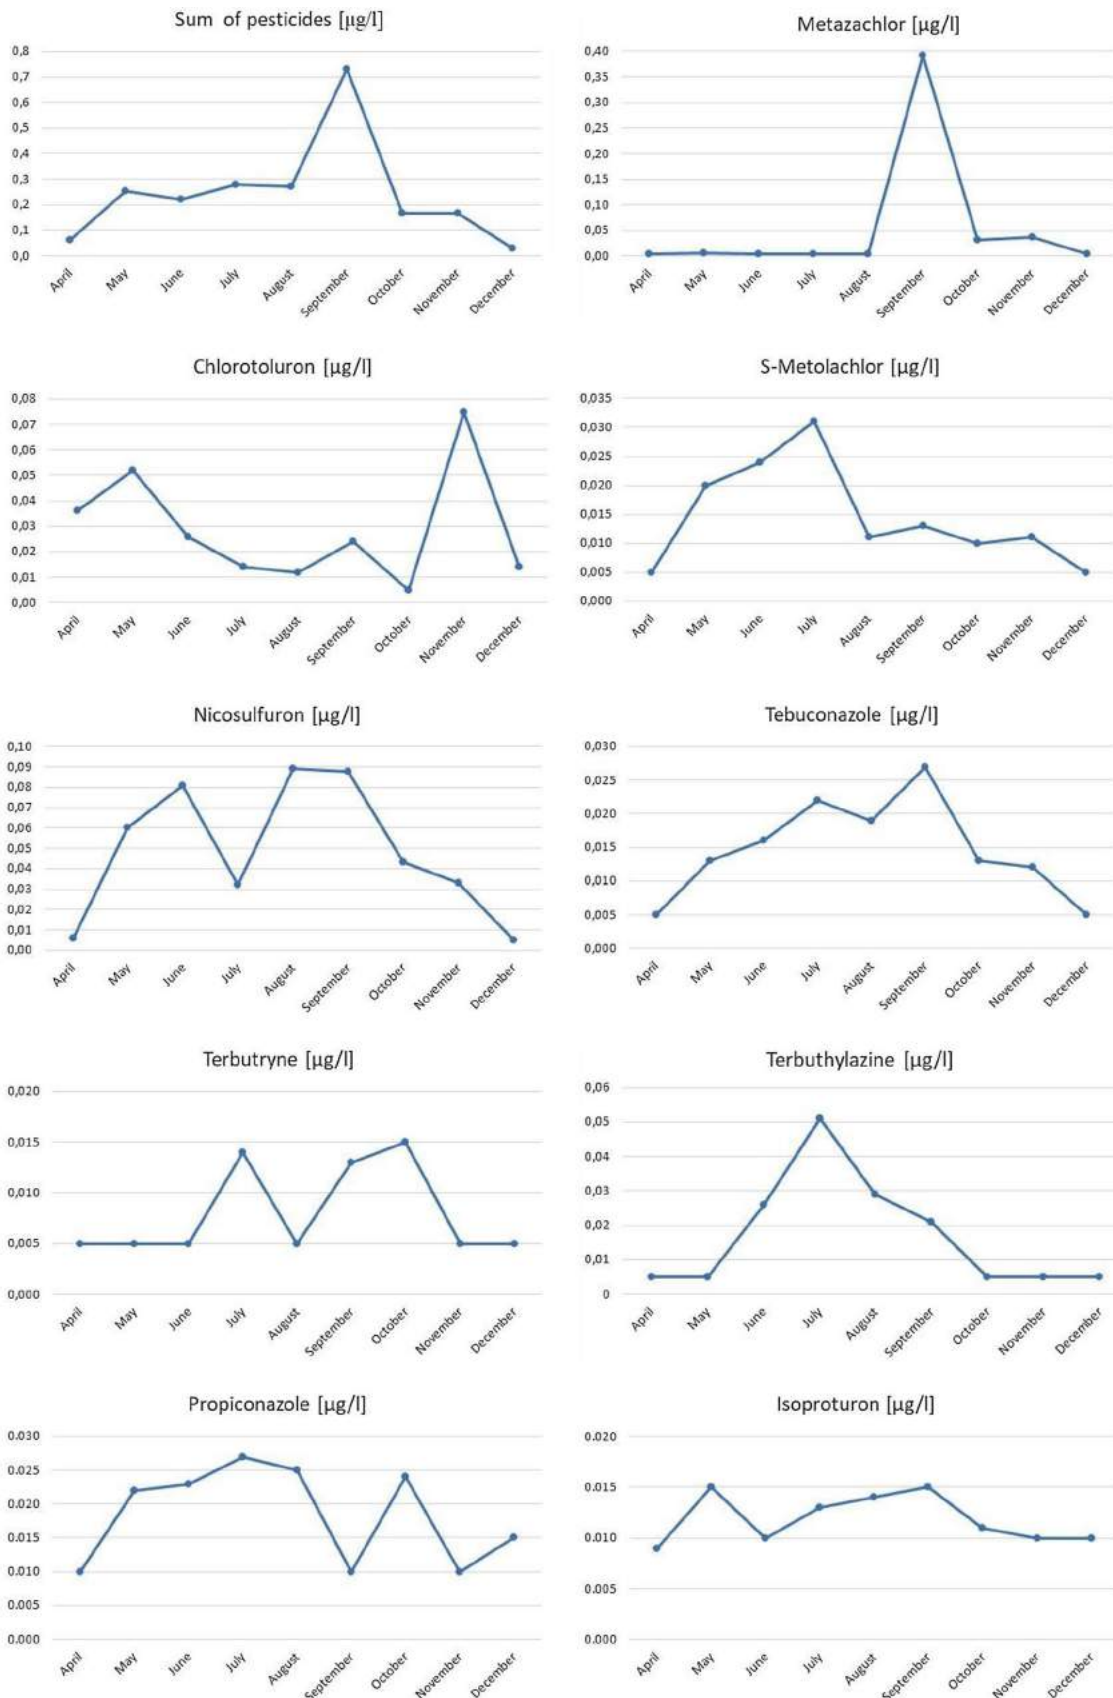 Sum of pesticides [µg/l]
0,8
0,7
0,6
0,5
0,4
0,3
0,2
0,1
0,0
April
May
June
July
August
September
October
November
December
Metazachlor [µg/l]
0,40
0,35
0,30
0,25
0,20
0,15
0,10
0,05
0,00
April
May
June
July
August
September
October
November
December
Chlorotoluron [µg/l]
0,08
0,07
0,06
0,05
0,04
0,03
0,02
0,01
0,00
April
May
June
July
August
September
October
November
December
S-Metolachlor [µg/l]
0,035
0,030
0,025
0,020
0,015
0,010
0,005
0,000
April
May
June
July
August
September
October
November
December
Nicosulfuron [µg/l]
0,10
0,09
0,08
0,07
0,06
0,05
0,04
0,03
0,02
0,01
0,00
April
May
June
July
August
September
October
November
December
Tebuconazole [µg/l]
0,030
0,025
0,020
0,015
0,010
0,005
0,000
April
May
June
July
August
September
October
November
December
Terbutryne [µg/l]
0,020
0,015
0,010
0,005
0,000
April
May
June
July
August
September
October
November
December
Terbuthylazine [µg/l]
0,06
0,05
0,04
0,03
0,02
0,01
0
April
May
June
July
August
September
October
November
December
Propiconazole [µg/l]
0.030
0.025
0.020
0.015
0.010
0.005
0.000
April
May
June
July
August
September
October
November
December
Isoproturon [µg/l]
0.020
0.015
0.010
0.005
0.000
April
May
June
July
August
September
October
November
December